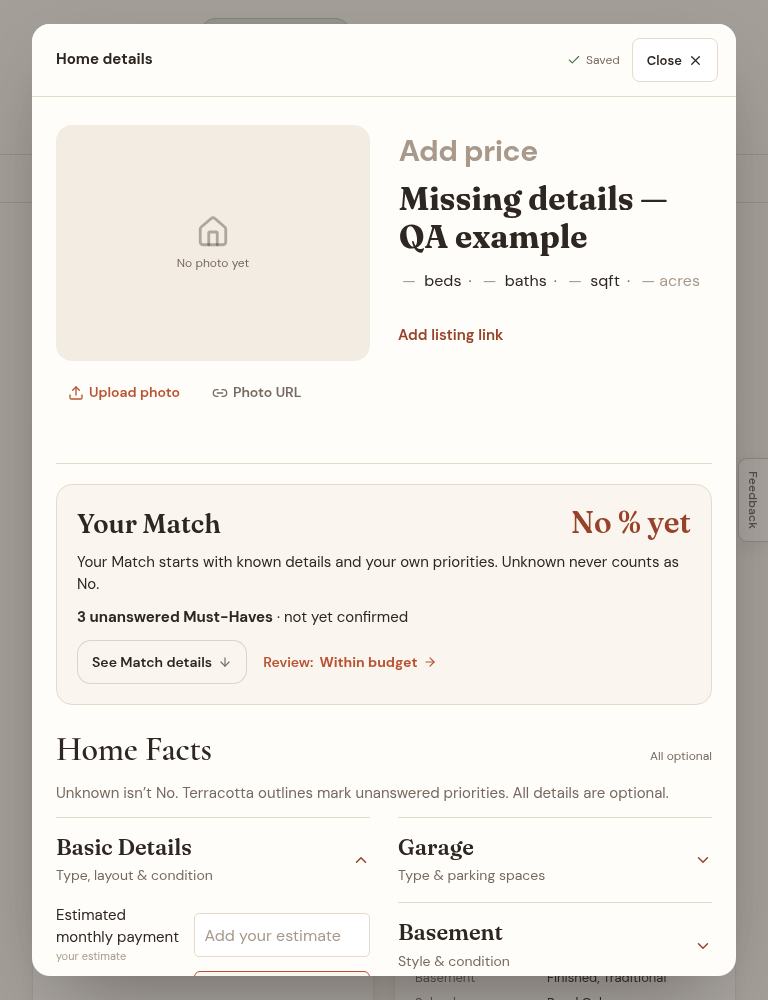 Home details
Saved
Close
No photo yet
Upload photo
Photo URL
Add price
Missing details —
QA example
— beds · — baths · — sqft · — acres
Add listing link
Feedback
Your Match
No % yet
Your Match starts with known details and your own priorities. Unknown never counts as
No.
3 unanswered Must-Haves · not yet confirmed
See Match details ↓
Review: Within budget →
Home Facts
All optional
Unknown isn’t No. Terracotta outlines mark unanswered priorities. All details are optional.
Basic Details
Type, layout & condition
Estimated
monthly payment
your estimate
Add your estimate
Garage
Type & parking spaces
Basement
Style & condition
Basement
Finished, Traditional